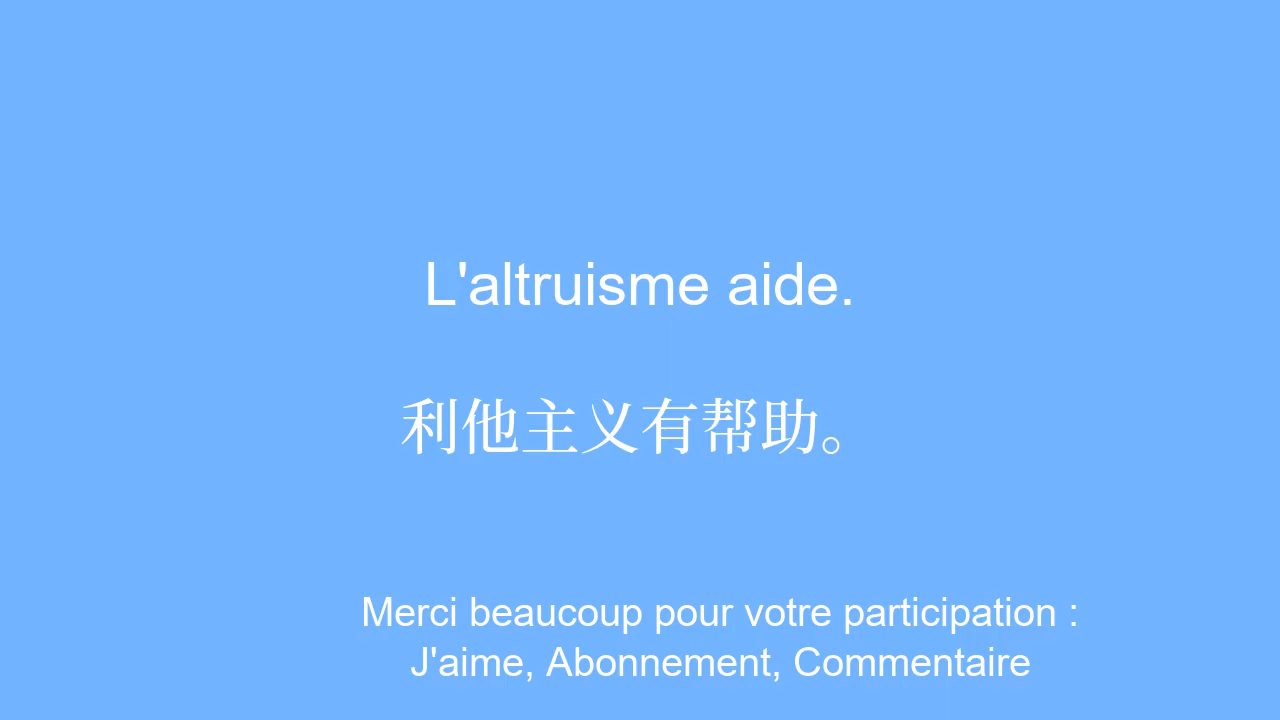 L'altruisme aide.
利他主义有帮助。
Merci beaucoup pour votre participation :
J'aime, Abonnement, Commentaire